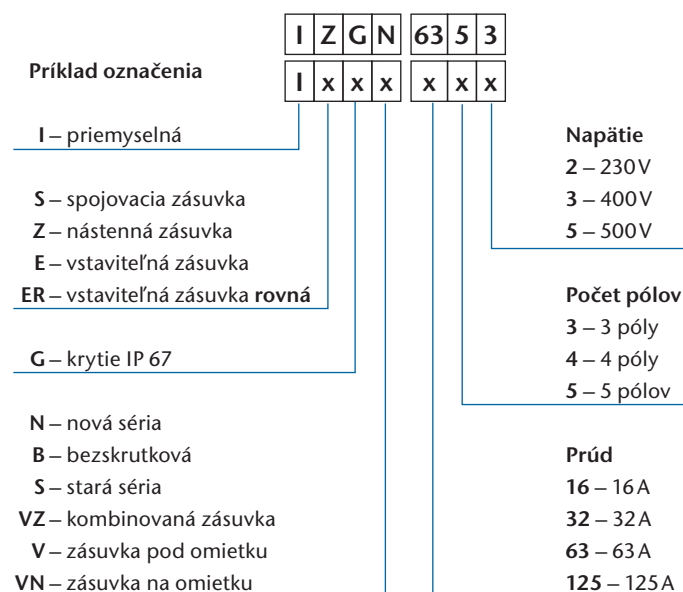 I Z G N 63 5 3
Príklad označenia
I x x x x x x
I – priemyselná
S – spojovacia zásuvka
Z – nástenná zásuvka
E – vstaviteľná zásuvka
ER – vstaviteľná zásuvka rovná
G – krytie IP 67
N – nová séria
B – bezskrutková
S – stará séria
VZ – kombinovaná zásuvka
V – zásuvka pod omietku
VN – zásuvka na omietku
Napätie
2 – 230 V
3 – 400 V
5 – 500 V
Počet pólov
3 – 3 póly
4 – 4 póly
5 – 5 pólov
Prúd
16 – 16 A
32 – 32 A
63 – 63 A
125 – 125 A